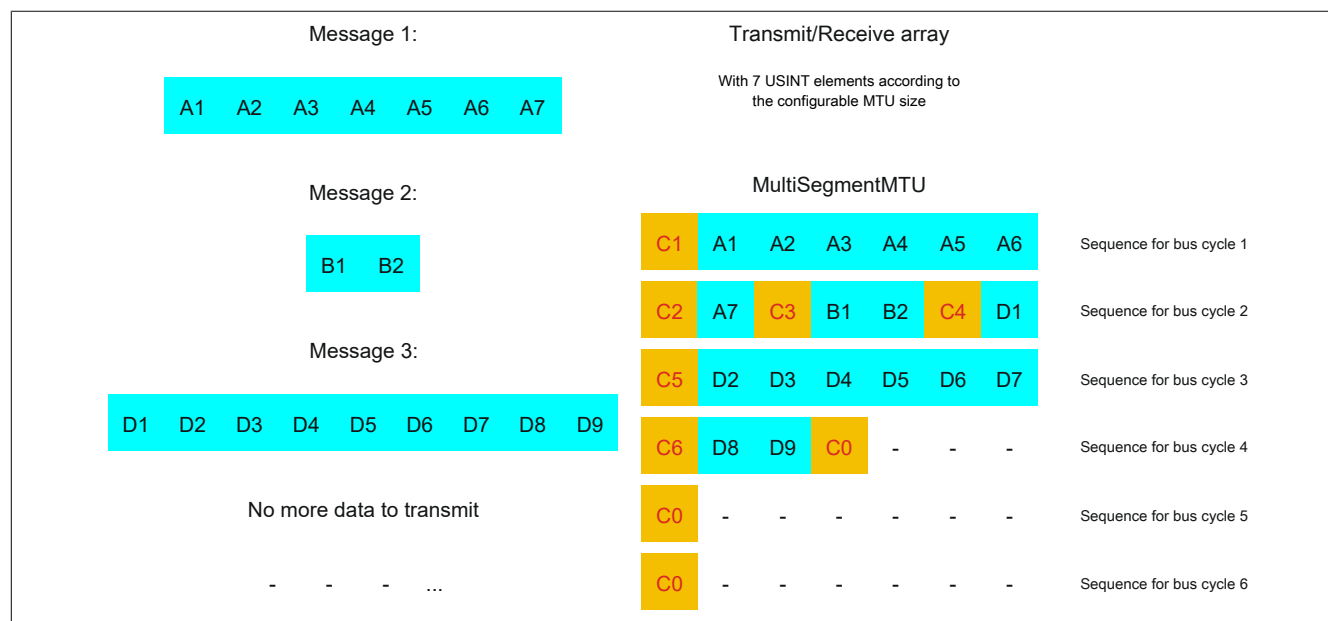 Message 1:
A1 A2 A3 A4 A5 A6 A7
Message 2:
B1 B2
Message 3:
D1 D2 D3 D4 D5 D6 D7 D8 D9
No more data to transmit
- - - ...
Transmit/Receive array
With 7 USINT elements according to
the configurable MTU size
MultiSegmentMTU
C1 A1 A2 A3 A4 A5 A6 Sequence for bus cycle 1
C2 A7 C3 B1 B2 C4 D1 Sequence for bus cycle 2
C5 D2 D3 D4 D5 D6 D7 Sequence for bus cycle 3
C6 D8 D9 C0 - - - Sequence for bus cycle 4
C0 - - - - - - Sequence for bus cycle 5
C0 - - - - - - Sequence for bus cycle 6